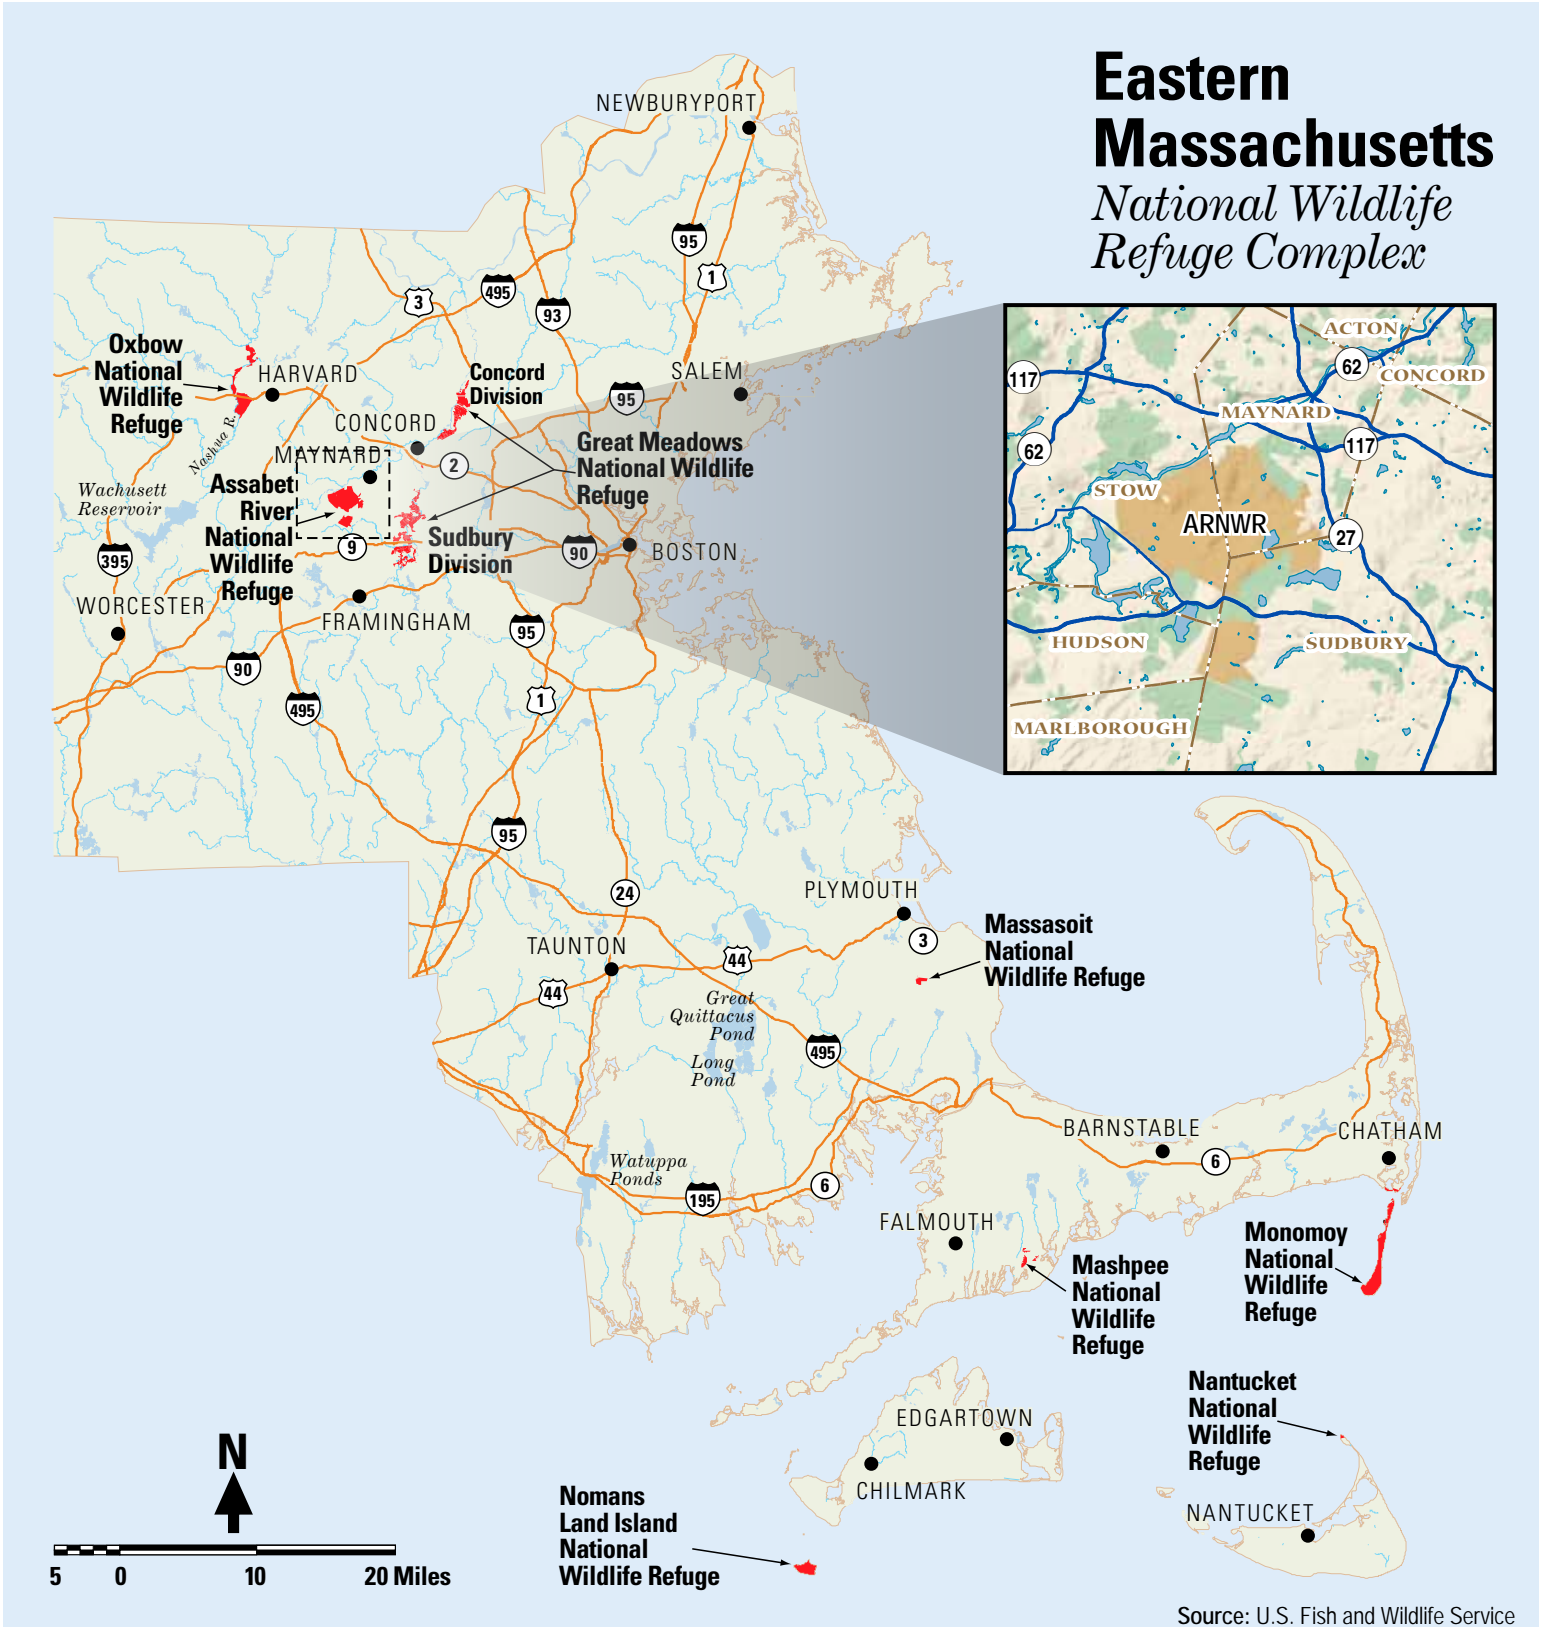 Eastern
Massachusetts
National Wildlife
Refuge Complex
NEWBURYPORT
95
1
3
495
93
Oxbow
National
Wildlife
Refuge
HARVARD
Nashua R.
Concord
Division
SALEM
95
CONCORD
2
MAYNARD
Great Meadows
National Wildlife
Refuge
Wachusett
Reservoir
Assabet
River
National
Wildlife
Refuge
9
Sudbury
Division
90
BOSTON
395
WORCESTER
FRAMINGHAM
95
90
495
1
ACTON
117
62
CONCORD
MAYNARD
62
117
STOW
ARNWR
27
HUDSON
SUDBURY
MARLBOROUGH
95
24
PLYMOUTH
3
Massasoit
National
Wildlife Refuge
TAUNTON
44
44
Great
Quittacus
Pond
Long
Pond
495
BARNSTABLE
CHATHAM
6
Watuppa
Ponds
195
6
FALMOUTH
Mashpee
National
Wildlife
Refuge
Monomoy
National
Wildlife
Refuge
Nantucket
National
Wildlife
Refuge
EDGARTOWN
CHILMARK
NANTUCKET
Nomans
Land Island
National
Wildlife Refuge
N
5 0 10 20 Miles
Source: U.S. Fish and Wildlife Service